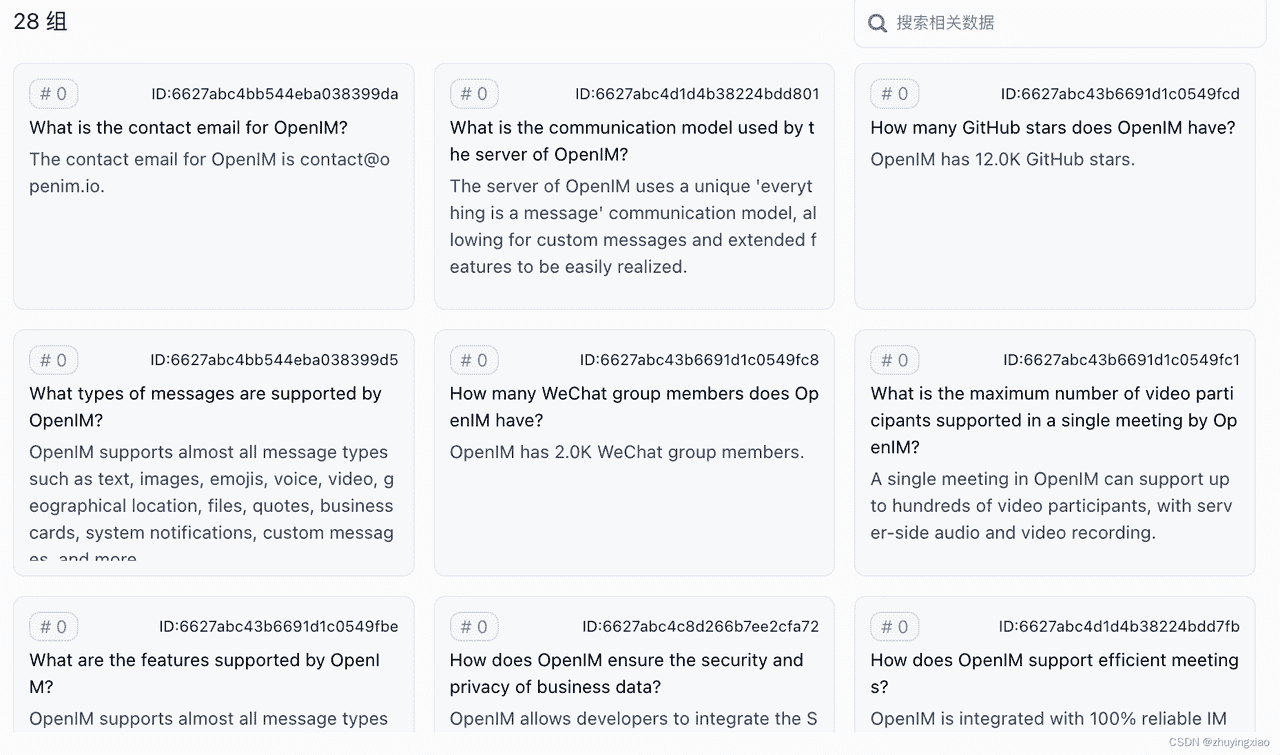 28 组
搜索相关数据
# 0
ID:6627abc4bb544eba038399da
What is the contact email for OpenIM?
The contact email for OpenIM is contact@o
penim.io.
# 0
ID:6627abc4d1d4b38224bdd801
What is the communication model used by t
he server of OpenIM?
The server of OpenIM uses a unique 'everyt
hing is a message' communication model, al
lowing for custom messages and extended f
eatures to be easily realized.
# 0
ID:6627abc43b6691d1c0549fcd
How many GitHub stars does OpenIM have?
OpenIM has 12.0K GitHub stars.
# 0
ID:6627abc4bb544eba038399d5
What types of messages are supported by
OpenIM?
OpenIM supports almost all message types
such as text, images, emojis, voice, video, g
eographical location, files, quotes, business
cards, system notifications, custom messag
es, and more
# 0
ID:6627abc43b6691d1c0549fc8
How many WeChat group members does Op
enIM have?
OpenIM has 2.0K WeChat group members.
# 0
ID:6627abc43b6691d1c0549fc1
What is the maximum number of video parti
cipants supported in a single meeting by Op
enIM?
A single meeting in OpenIM can support up
to hundreds of video participants, with serv
er-side audio and video recording.
# 0
ID:6627abc43b6691d1c0549fbe
What are the features supported by OpenI
M?
OpenIM supports almost all message types
# 0
ID:6627abc4c8d266b7ee2cfa72
How does OpenIM ensure the security and
privacy of business data?
OpenIM allows developers to integrate the S
# 0
ID:6627abc4d1d4b38224bdd7fb
How does OpenIM support efficient meeting
s?
OpenIM is integrated with 100% reliable IM
CSDN @zhuyingxiao